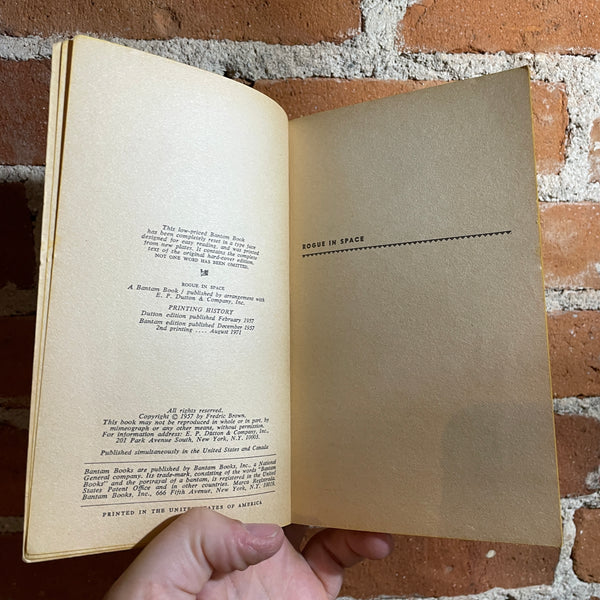 This low-priced Bantam Book
has been completely reset in a type face
designed for easy reading, and was printed
from new plates. It contains the complete
text of the original hard-cover edition.
NOT ONE WORD HAS BEEN OMITTED.
ROGUE IN SPACE
A Bantam Book / published by arrangement with
E. P. Dutton & Company, Inc.
PRINTING HISTORY
Dutton edition published February 1957
Bantam edition published December 1957
2nd printing .... August 1971
All rights reserved.
Copyright © 1957 by Fredric Brown.
This book may not be reproduced in whole or in part, by
mimeograph or any other means, without permission.
For information address: E. P. Dutton & Company, Inc.,
201 Park Avenue South, New York, N.Y. 10003.
Published simultaneously in the United States and Canada
Bantam Books are published by Bantam Books, Inc., a National
General company. Its trade-mark, consisting of the words "Bantam
Books" and the portrayal of a bantam, is registered in the United
States Patent Office and in other countries. Marca Registrada.
Bantam Books, Inc., 666 Fifth Avenue, New York, N.Y. 10019.
PRINTED IN THE UNITED STATES OF AMERICA
ROGUE IN SPACE